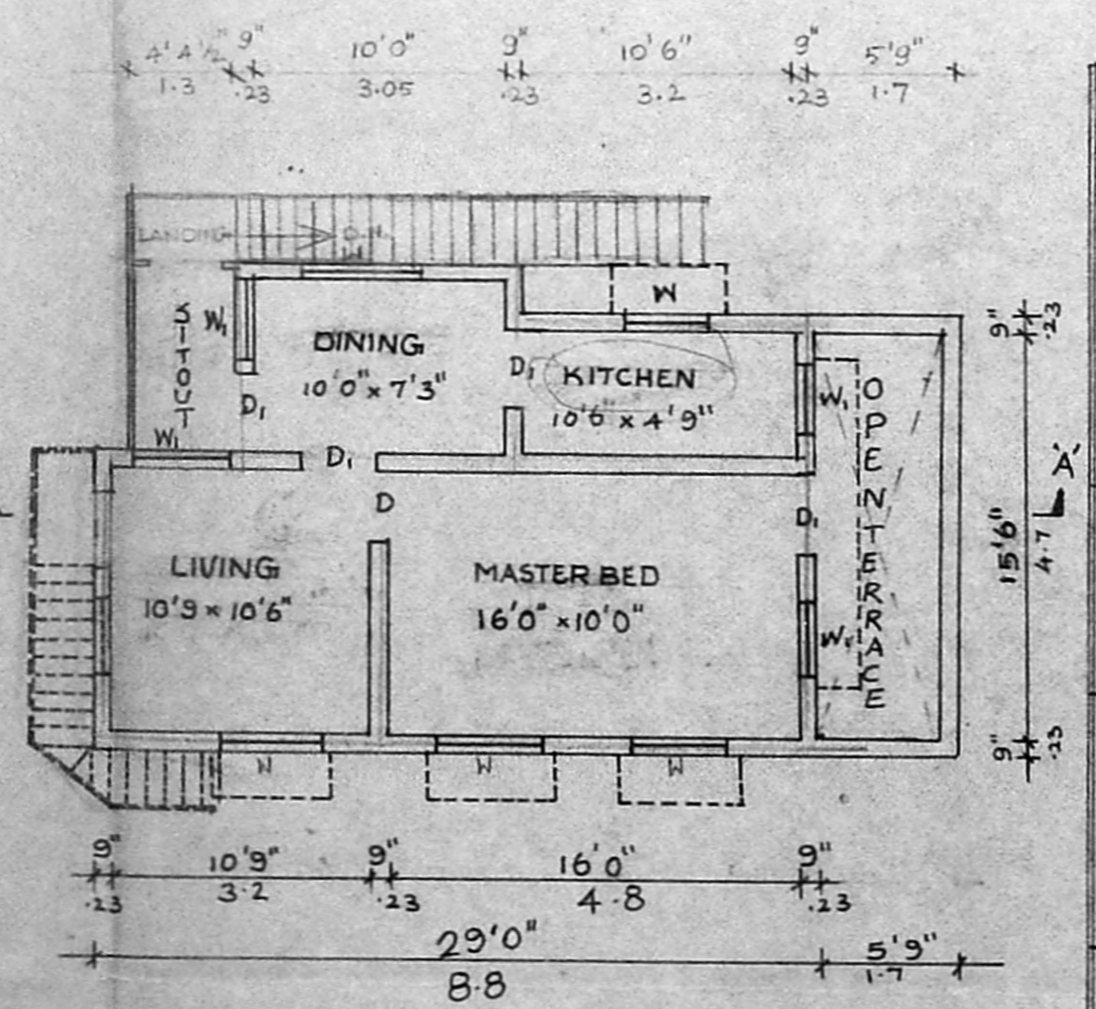 4'4½" 9" 10'0" 9" 10'6" 9" 5'9"
1.3 .23 3.05 .23 3.2 .23 1.7
LANDING D.N.
W
W
SITOUT
W1
DINING
10'0" x 7'3"
D1
D1
KITCHEN
10'6" x 4'9"
W1
OPEN TERRACE
9"
.23
W1
D1
D
D1
A'
15'6"
4.7
LIVING
10'9 x 10'6"
MASTER BED
16'0" x 10'0"
W1
W W W
9"
.23
9" 10'9" 9" 16'0" 9"
.23 3.2 .23 4.8 .23
29'0" 5'9"
8.8 1.7